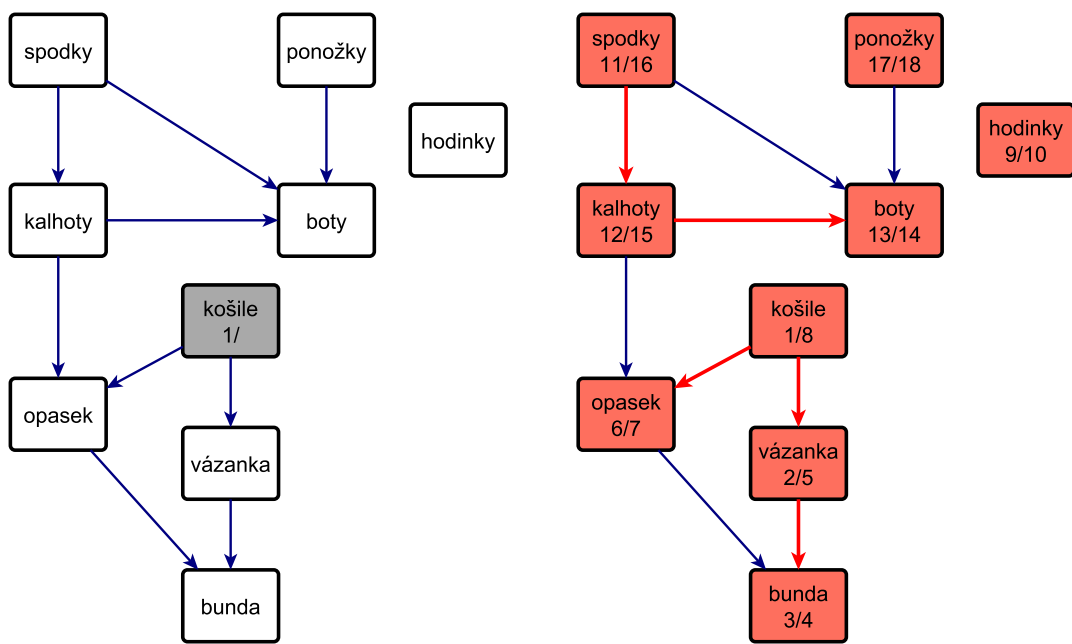 spodky
ponožky
hodinky
kalhoty
boty
košile
1/
opasek
vázanka
bunda
spodky
11/16
ponožky
17/18
hodinky
9/10
kalhoty
12/15
boty
13/14
košile
1/8
opasek
6/7
vázanka
2/5
bunda
3/4